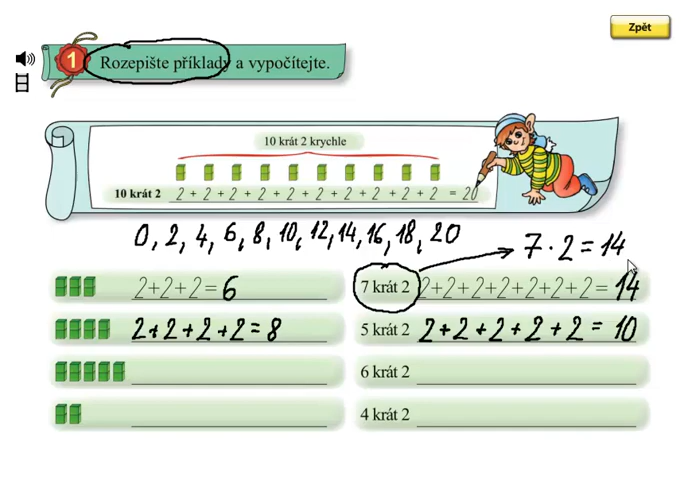 Zpět
1 Rozepište příklady a vypočítejte.
10 krát 2 krychle
10 krát 2 2 + 2 + 2 + 2 + 2 + 2 + 2 + 2 + 2 + 2 = 20
0, 2, 4, 6, 8, 10, 12, 14, 16, 18, 20
7 · 2 = 14
2+2+2 = 6
7 krát 2 2+2+2+2+2+2+2 = 14
2+2+2+2=8
5 krát 2 2+2+2+2+2 = 10
6 krát 2
4 krát 2